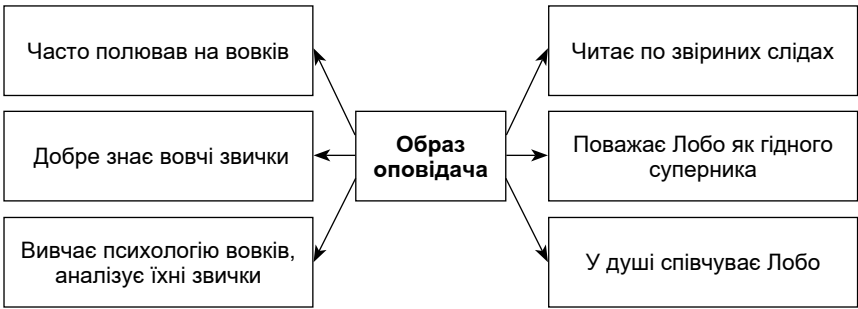 Часто полював на вовків
Добре знає вовчі звички
Вивчає психологію вовків,
аналізує їхні звички
Образ
оповідача
Читає по звіриних слідах
Поважає Лобо як гідного
суперника
У душі співчуває Лобо